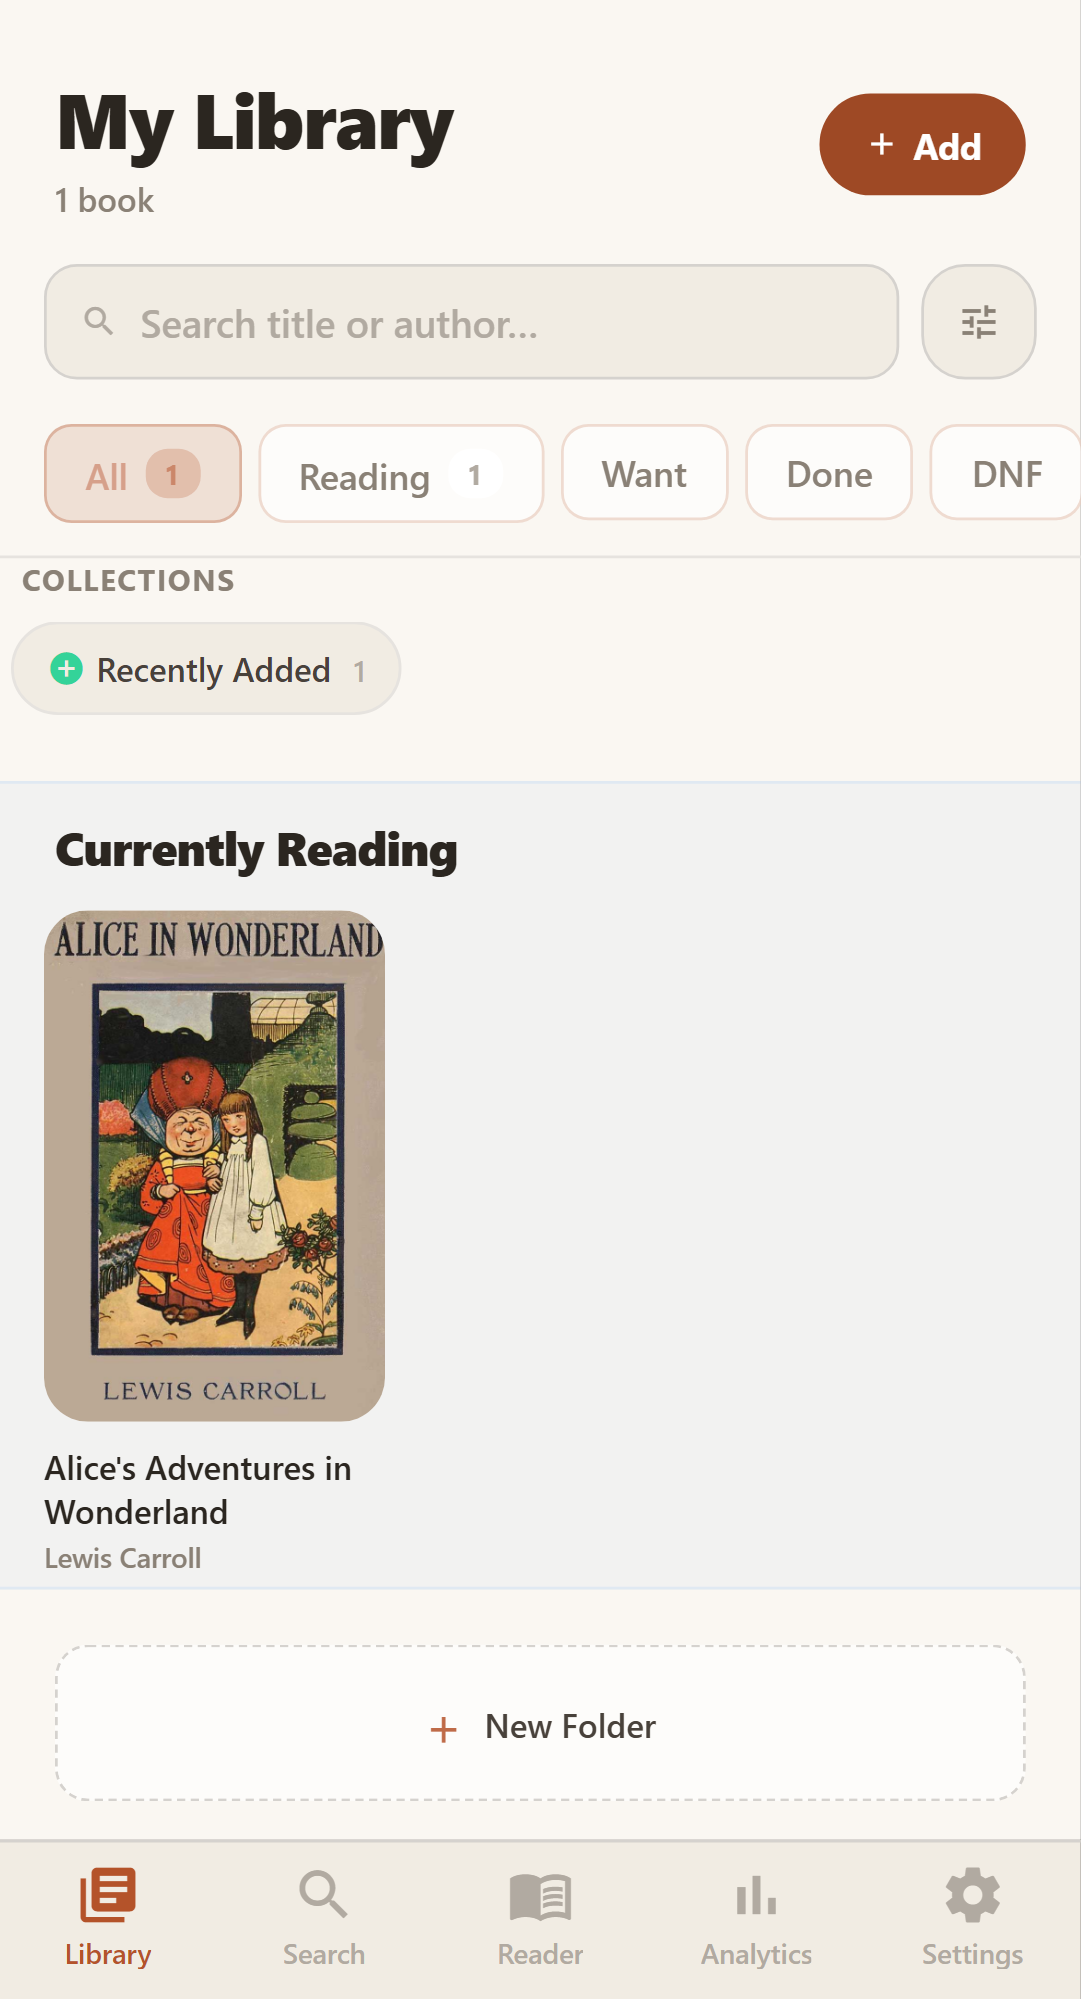 My Library
+ Add
1 book
Search title or author...
All 1 Reading 1 Want Done DNF
COLLECTIONS
Recently Added 1
Currently Reading
ALICE IN WONDERLAND
LEWIS CARROLL
Alice's Adventures in
Wonderland
Lewis Carroll
+ New Folder
Library Search Reader Analytics Settings